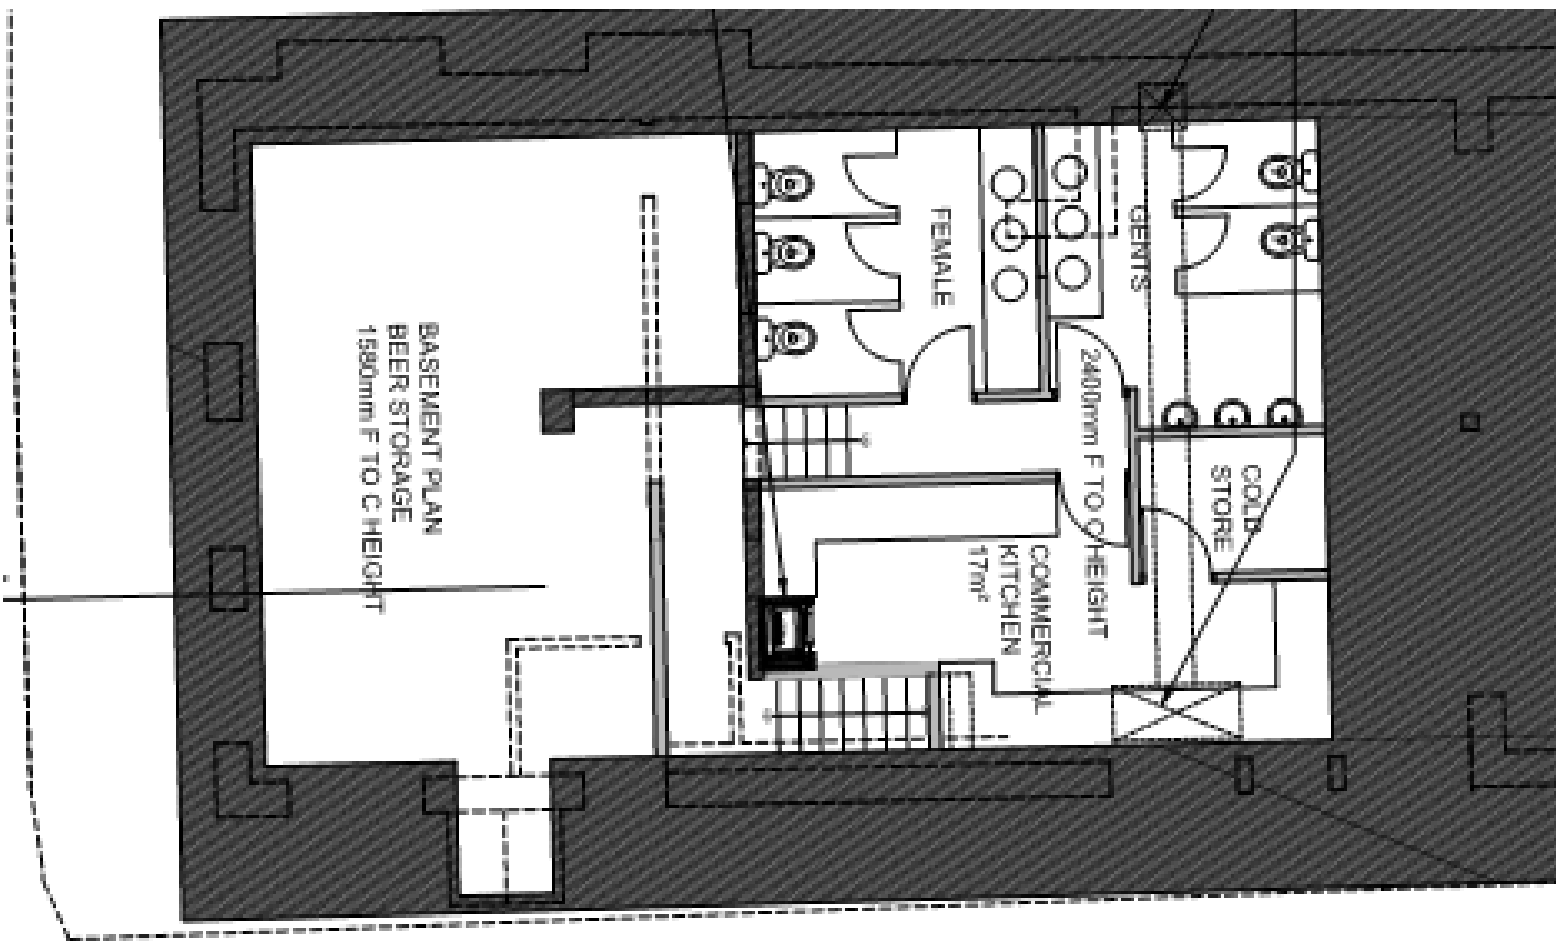 BASEMENT PLAN
BEER STORAGE
1580mm F TO C HEIGHT
FEMALE
GENTS
2400mm F TO C HEIGHT
COLD
STORE
COMMERCIAL
KITCHEN
17m²